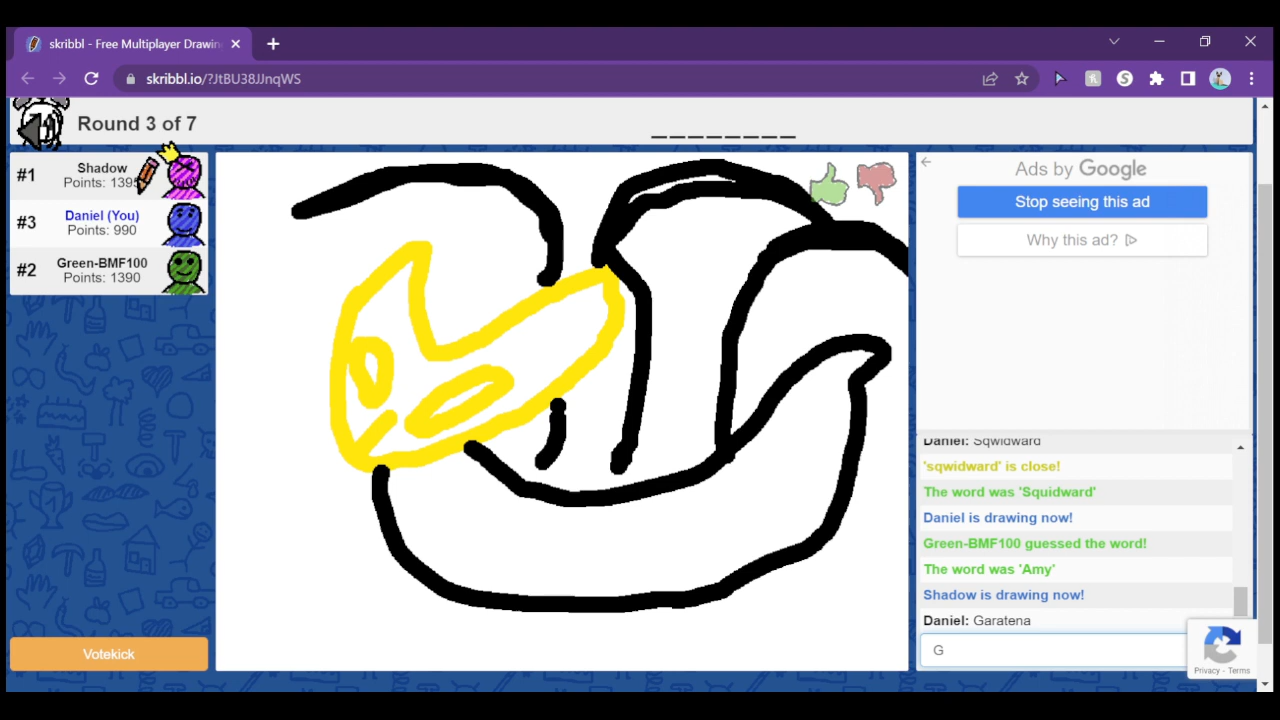 skribbl - Free Multiplayer Drawin
skribbl.io/?JtBU38JJnqWS
Round 3 of 7
________
#1 Shadow
Points: 1395
#3 Daniel (You)
Points: 990
#2 Green-BMF100
Points: 1390
Votekick
Ads by Google
Stop seeing this ad
Why this ad?
Daniel: Sqwidward
'sqwidward' is close!
The word was 'Squidward'
Daniel is drawing now!
Green-BMF100 guessed the word!
The word was 'Amy'
Shadow is drawing now!
Daniel: Garatena
G
Privacy - Terms